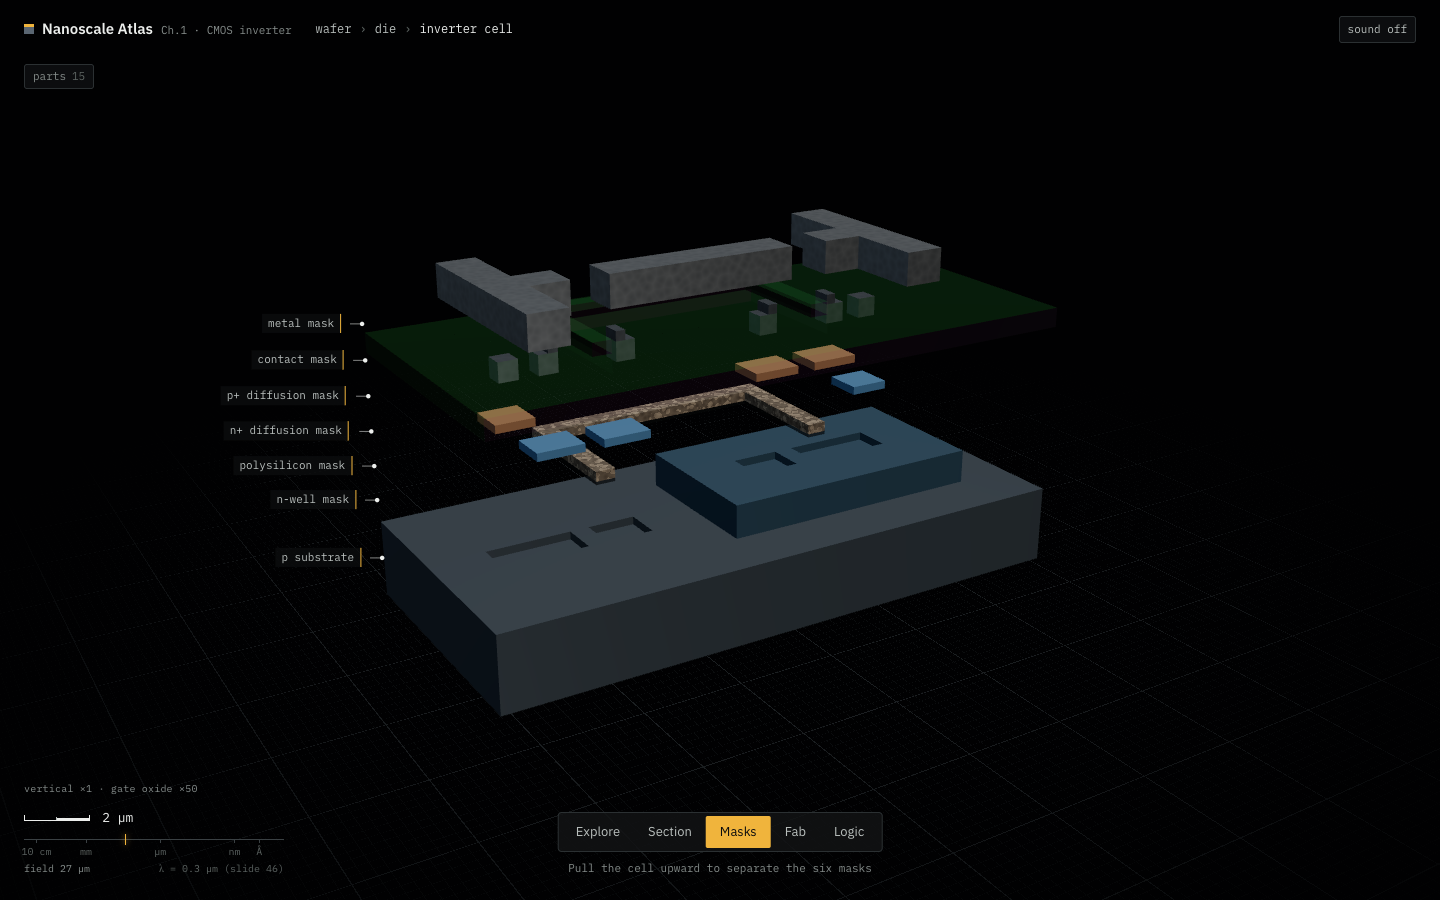 Nanoscale Atlas Ch.1 · CMOS inverter wafer › die › inverter cell
sound off
parts 15
metal mask
contact mask
p+ diffusion mask
n+ diffusion mask
polysilicon mask
n-well mask
p substrate
vertical ×1 · gate oxide ×50
2 µm
10 cm mm µm nm Å
field 27 µm λ = 0.3 µm (slide 46)
Explore Section Masks Fab Logic
Pull the cell upward to separate the six masks